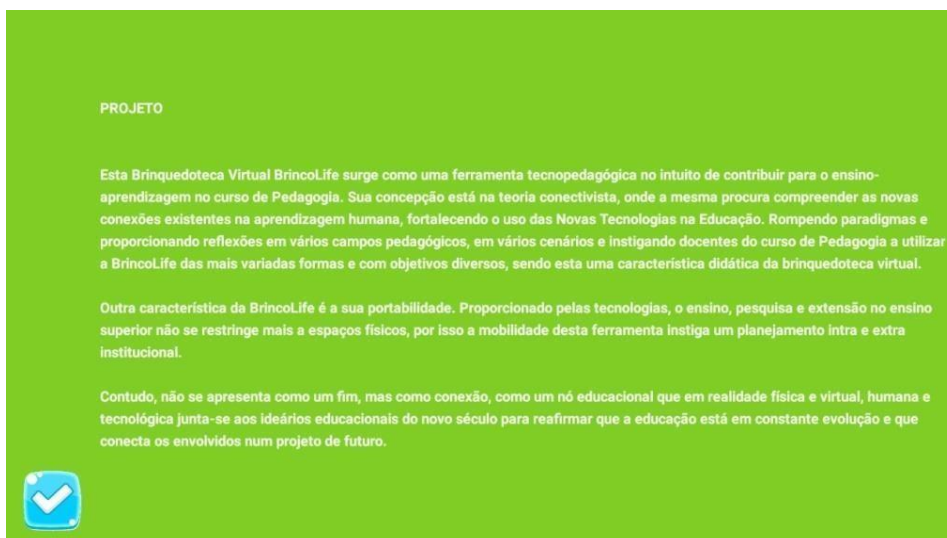 PROJETO
Esta Brinquedoteca Virtual BrincoLife surge como uma ferramenta tecnopedagógica no intuito de contribuir para o ensino-
aprendizagem no curso de Pedagogia. Sua concepção está na teoria conectivista, onde a mesma procura compreender as novas
conexões existentes na aprendizagem humana, fortalecendo o uso das Novas Tecnologias na Educação. Rompendo paradigmas e
proporcionando reflexões em vários campos pedagógicos, em vários cenários e instigando docentes do curso de Pedagogia a utilizar
a BrincoLife das mais variadas formas e com objetivos diversos, sendo esta uma característica didática da brinquedoteca virtual.
Outra característica da BrincoLife é a sua portabilidade. Proporcionado pelas tecnologias, o ensino, pesquisa e extensão no ensino
superior não se restringe mais a espaços físicos, por isso a mobilidade desta ferramenta instiga um planejamento intra e extra
institucional.
Contudo, não se apresenta como um fim, mas como conexão, como um nó educacional que em realidade física e virtual, humana e
tecnológica junta-se aos ideários educacionais do novo século para reafirmar que a educação está em constante evolução e que
conecta os envolvidos num projeto de futuro.